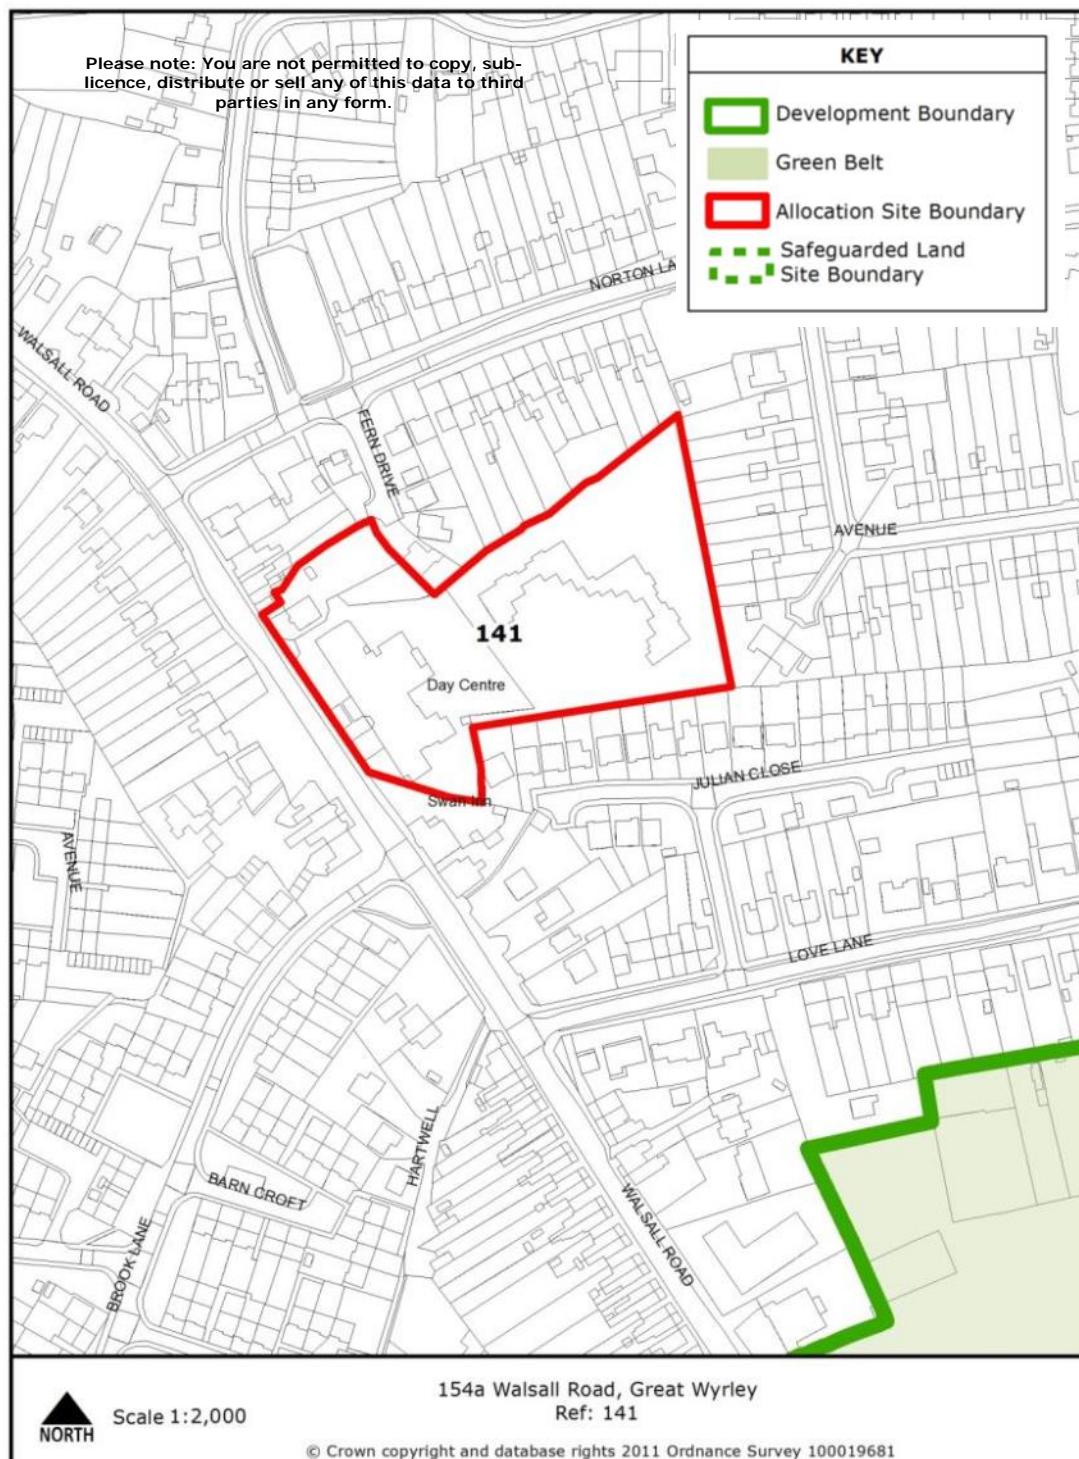 Please note: You are not permitted to copy, sub-
licence, distribute or sell any of this data to third
parties in any form.
KEY
Development Boundary
Green Belt
Allocation Site Boundary
Safeguarded Land
Site Boundary
NORTON LA
WALSALL ROAD
FERN DRIVE
AVENUE
141
Day Centre
JULIAN CLOSE
Swan Inn
AVENUE
LOVE LANE
HARTWELL
BARN CROFT
WALSALL ROAD
BROOK LANE
NORTH
Scale 1:2,000
154a Walsall Road, Great Wyrley
Ref: 141
© Crown copyright and database rights 2011 Ordnance Survey 100019681